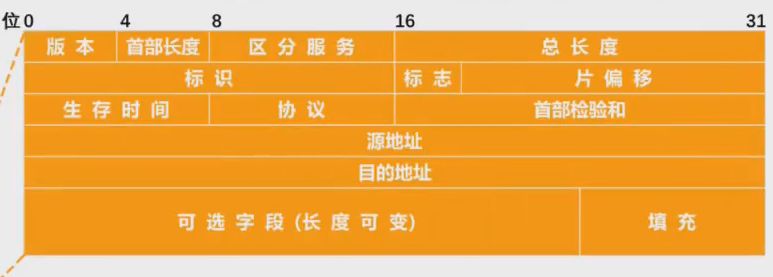 位 0 4 8 16 31
版 本 首部长度 区 分 服 务 总 长 度
标 识 标 志 片 偏 移
生 存 时 间 协 议 首部检验和
源地址
目的地址
可 选 字 段 (长 度 可 变) 填 充